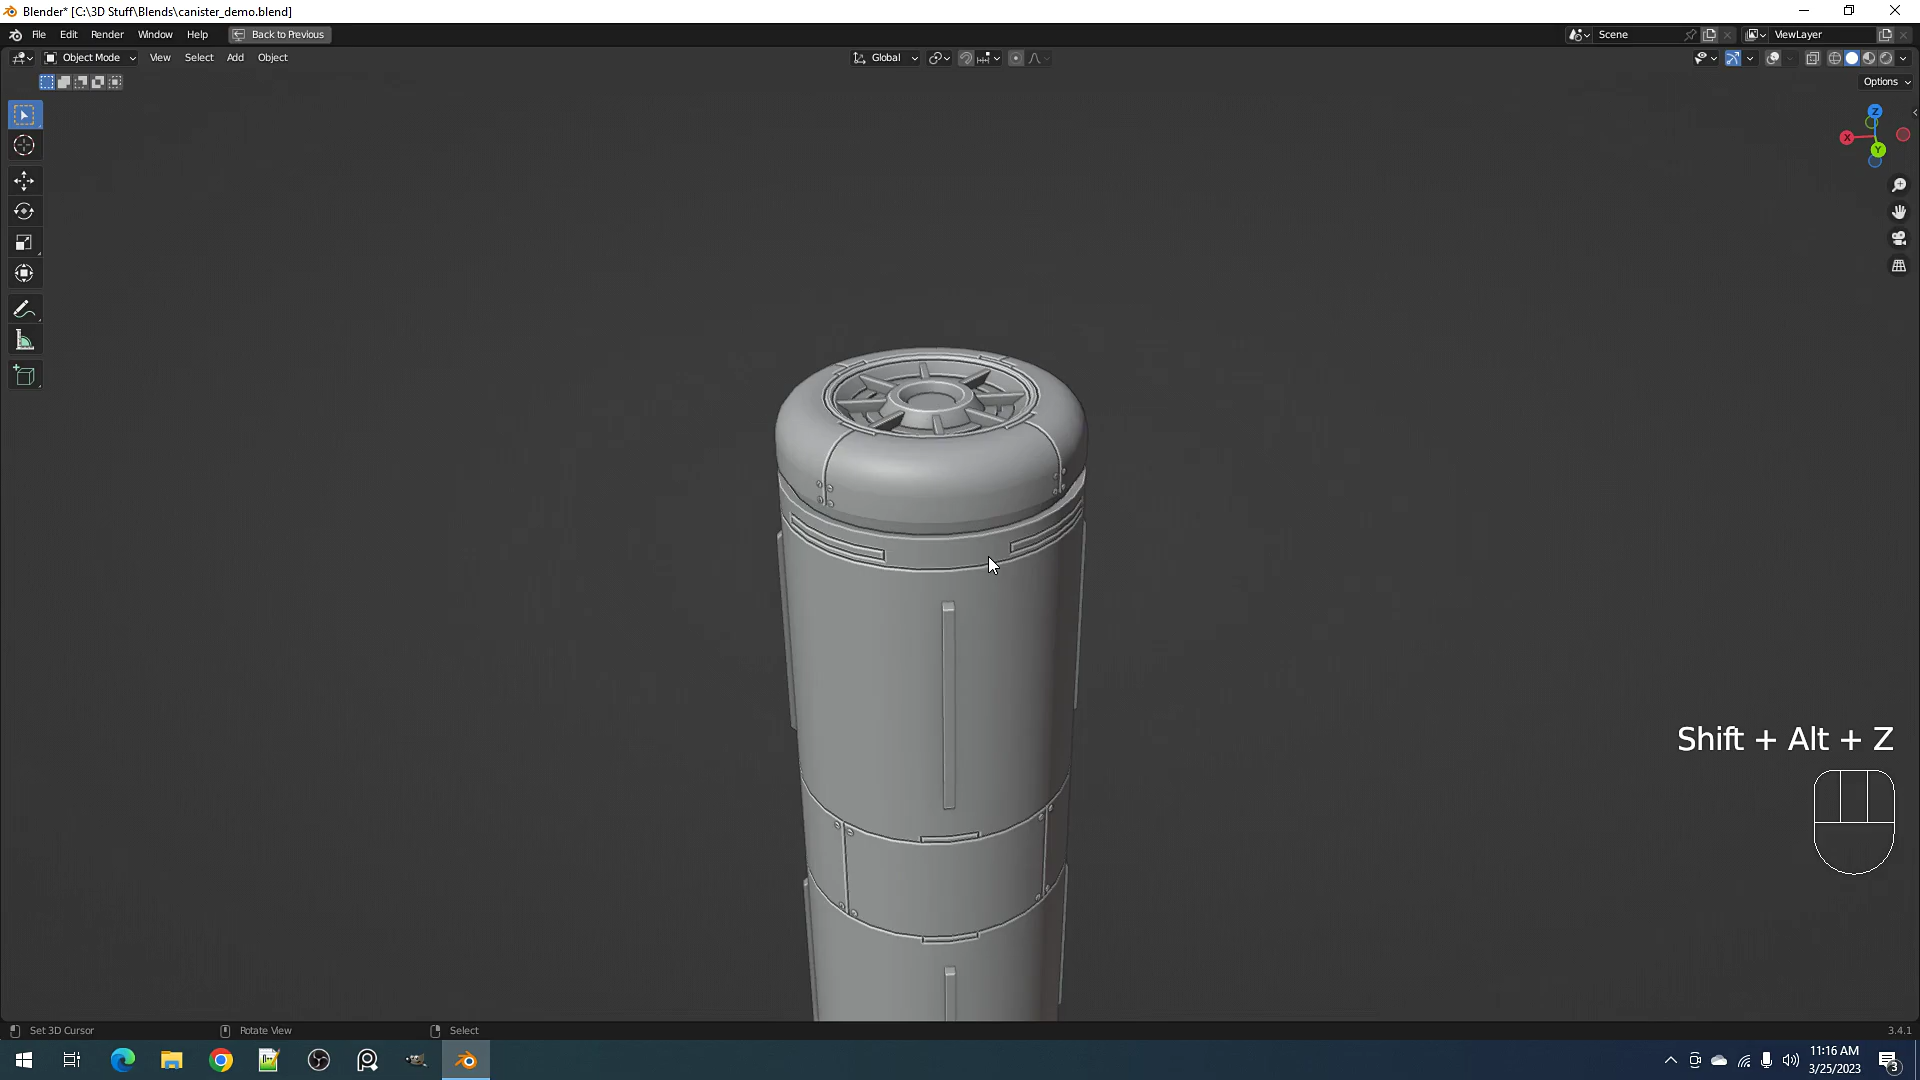 Blender* [C:\3D Stuff\Blends\canister_demo.blend]
File Edit Render Window Help Back to Previous Scene ViewLayer
Object Mode View Select Add Object Global
Options
Z
X
Y
Shift + Alt + Z
Set 3D Cursor Rotate View Select 3.4.1
11:16 AM
3/25/2023
3